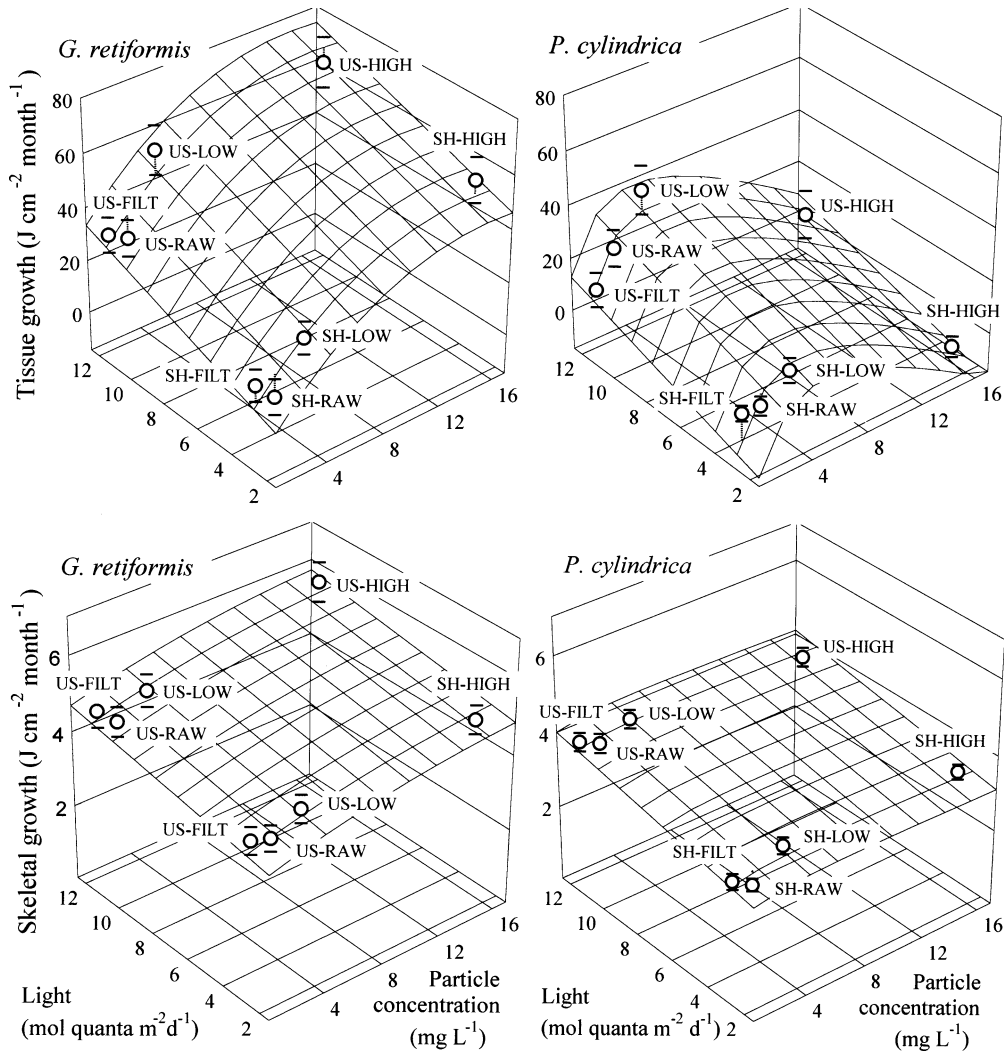 G. retiformis
P. cylindrica
Tissue growth (J cm-2 month-1)
80
60
40
20
0
US-HIGH
US-LOW
SH-HIGH
US-FILT
US-RAW
SH-LOW
SH-FILT
SH-RAW
12
10
8
6
4
2
4
8
12
16
80
60
40
20
0
US-LOW
US-HIGH
US-RAW
US-FILT
SH-HIGH
SH-LOW
SH-FILT
SH-RAW
12
10
8
6
4
2
4
8
12
16
G. retiformis
P. cylindrica
Skeletal growth (J cm-2 month-1)
6
4
2
US-HIGH
US-FILT
US-LOW
SH-HIGH
US-RAW
US-LOW
US-FILT
US-RAW
12
10
8
6
4
2
4
8
12
16
Light
(mol quanta m-2d-1)
Particle
concentration
(mg L-1)
6
4
2
US-HIGH
US-FILT
US-LOW
US-RAW
SH-HIGH
SH-LOW
SH-FILT
SH-RAW
12
10
8
6
4
2
4
8
12
16
Light
(mol quanta m-2d-1)
Particle
concentration
(mg L-1)